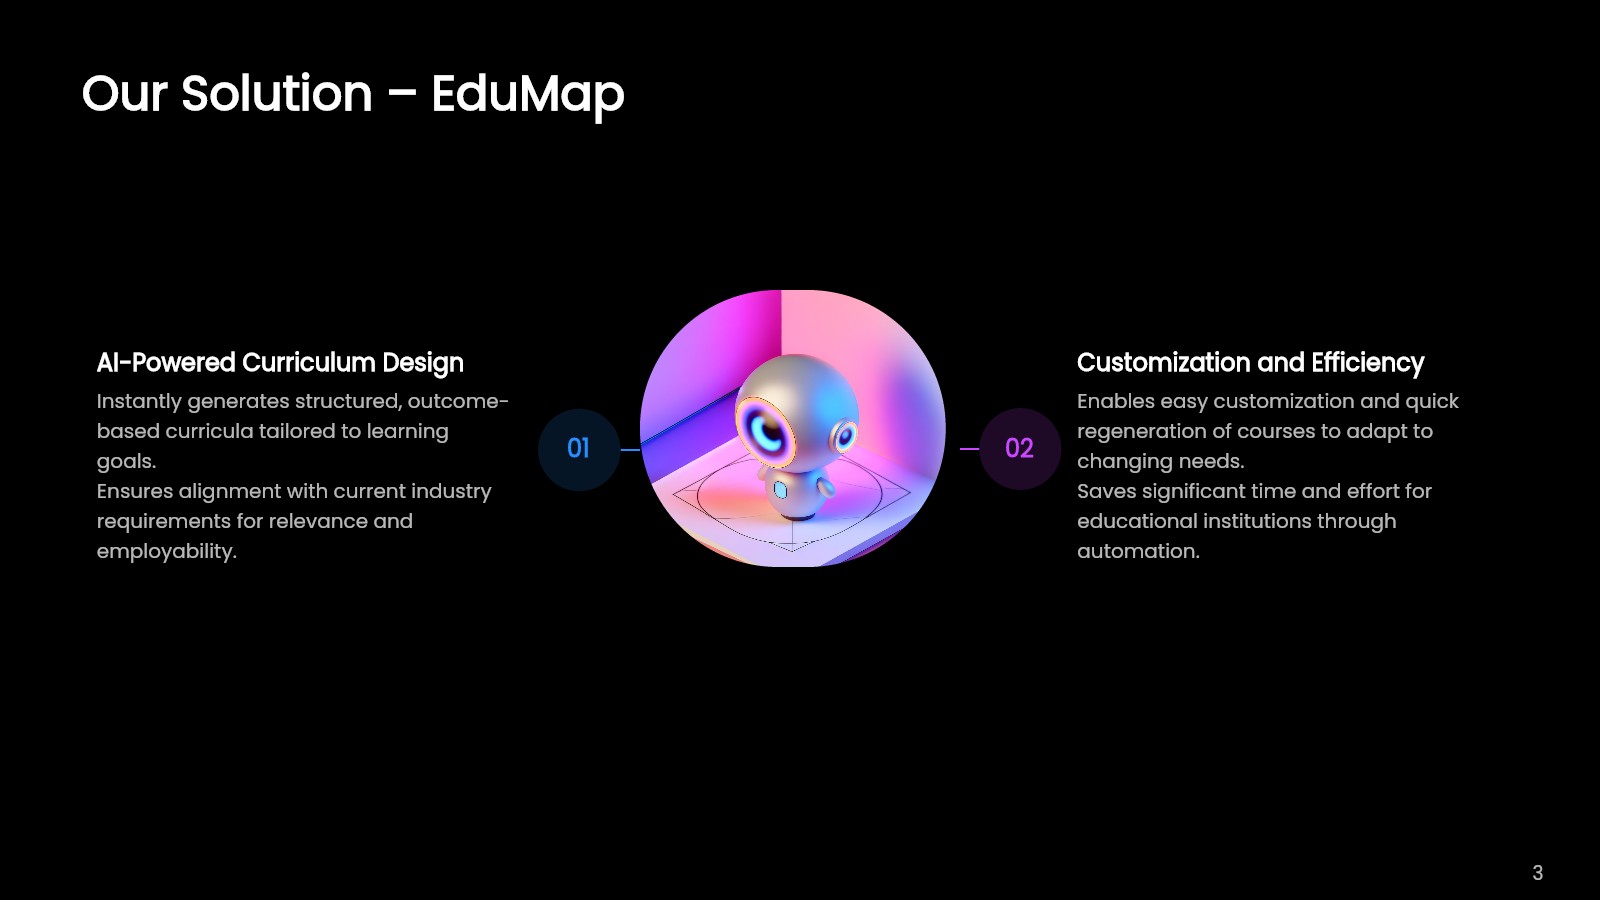 Our Solution – EduMap
AI-Powered Curriculum Design
Instantly generates structured, outcome-
based curricula tailored to learning
goals.
Ensures alignment with current industry
requirements for relevance and
employability.
01
02
Customization and Efficiency
Enables easy customization and quick
regeneration of courses to adapt to
changing needs.
Saves significant time and effort for
educational institutions through
automation.
3